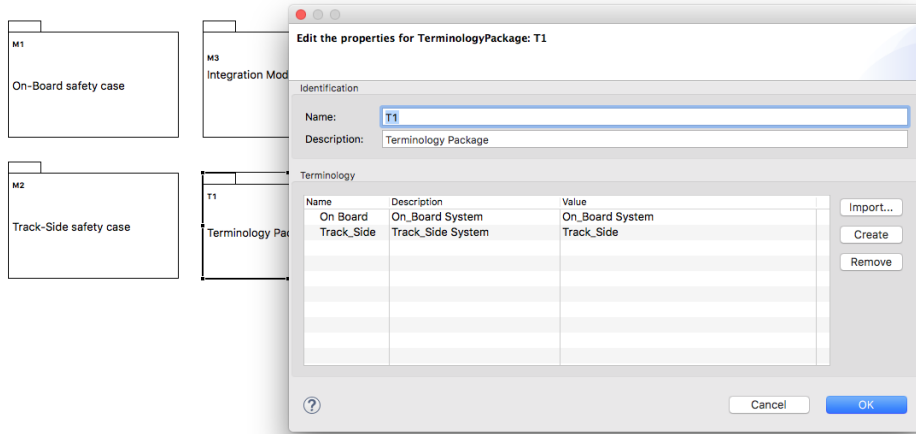 M1
On-Board safety case
M3
Integration Mod
M2
Track-Side safety case
T1
Terminology Pac
Edit the properties for TerminologyPackage: T1
Identification
Name: T1
Description: Terminology Package
Terminology
Name Description Value
On Board On_Board System On_Board System
Track_Side Track_Side System Track_Side
Import...
Create
Remove
?
Cancel OK